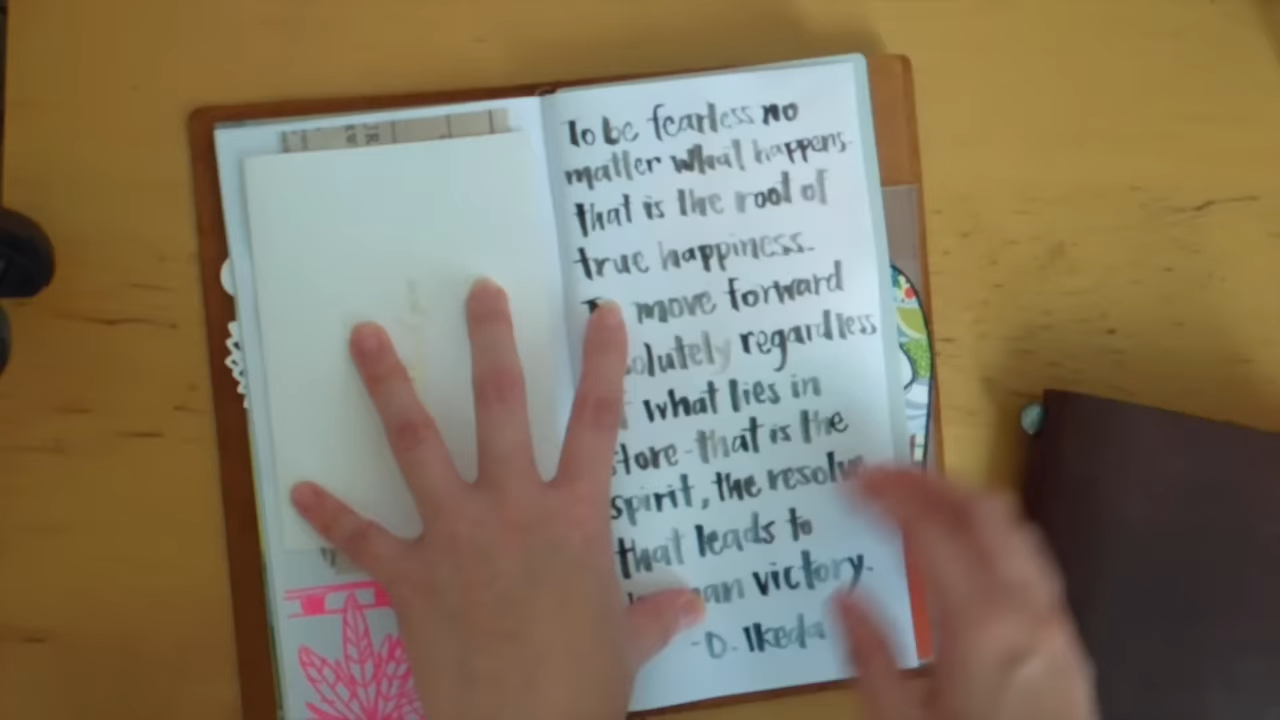 To be fearless no
matter what happens-
that is the root of
true happiness.
move forward
regardless
what lies in
store-that is the
spirit, the resolve
that leads to
victory.
-D. Ikeda